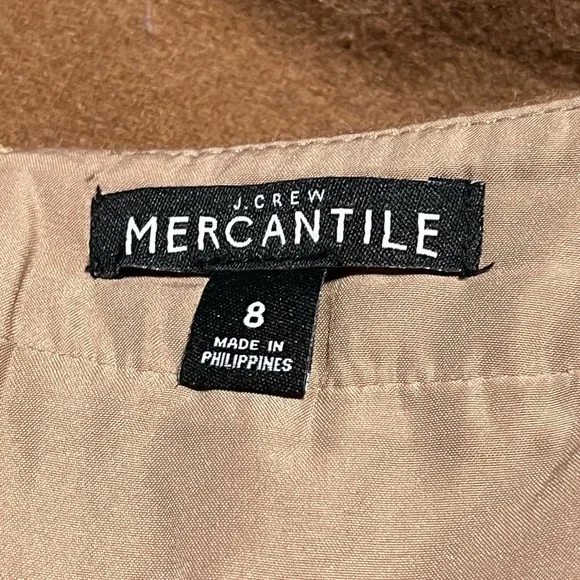 J.CREW
MERCANTILE
8
MADE IN
PHILIPPINES